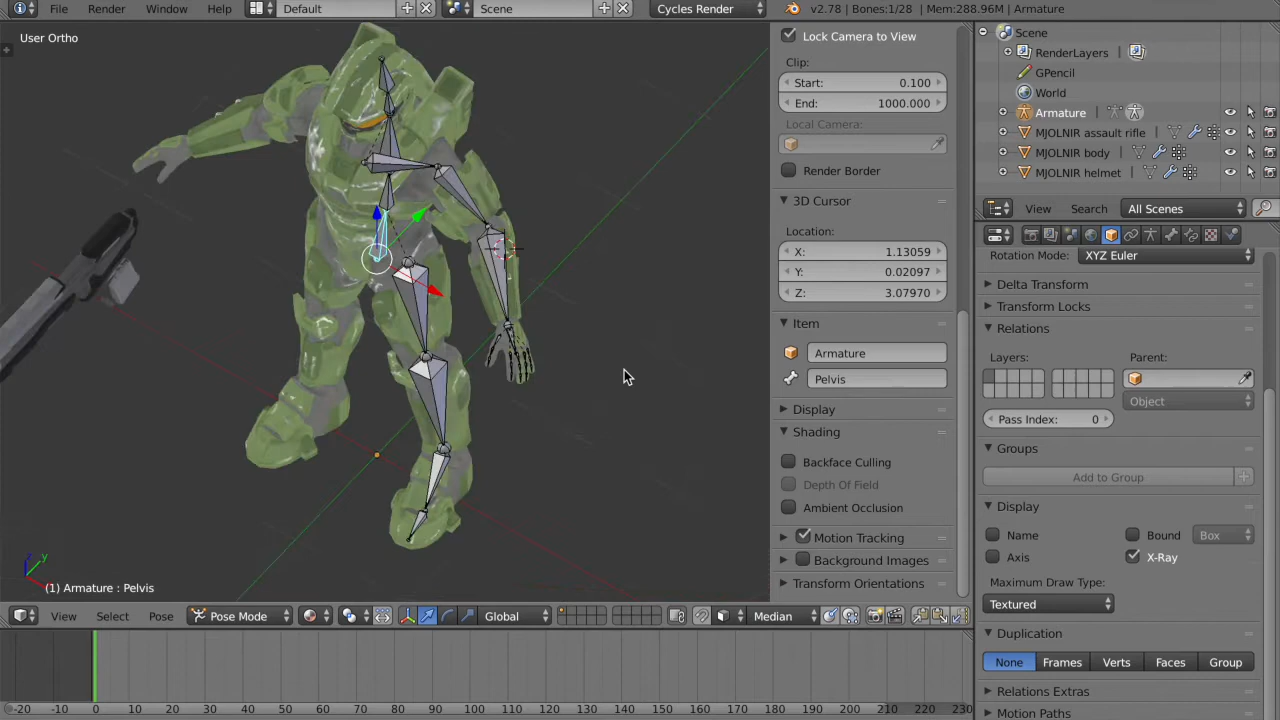 File Render Window Help Default Scene Cycles Render v2.78 | Bones:1/28 | Mem:288.96M | Armature
User Ortho
(1) Armature : Pelvis
View Select Pose Pose Mode Global Median
-20 -10 0 10 20 30 40 50 60 70 80 90 100 110 120 130 140 150 160 170 180 190 200 210 220 230
Lock Camera to View
Clip:
Start: 0.100
End: 1000.000
Local Camera:
Render Border
3D Cursor
Location:
X: 1.13059
Y: 0.02097
Z: 3.07970
Item
Armature
Pelvis
Display
Shading
Backface Culling
Depth Of Field
Ambient Occlusion
Motion Tracking
Background Images
Transform Orientations
Scene
RenderLayers
GPencil
World
Armature
MJOLNIR assault rifle
MJOLNIR body
MJOLNIR helmet
View Search All Scenes
Rotation Mode: XYZ Euler
Delta Transform
Transform Locks
Relations
Layers: Parent:
Object
Pass Index: 0
Groups
Add to Group
Display
Name Bound Box
Axis X-Ray
Maximum Draw Type:
Textured
Duplication
None Frames Verts Faces Group
Relations Extras
Motion Paths